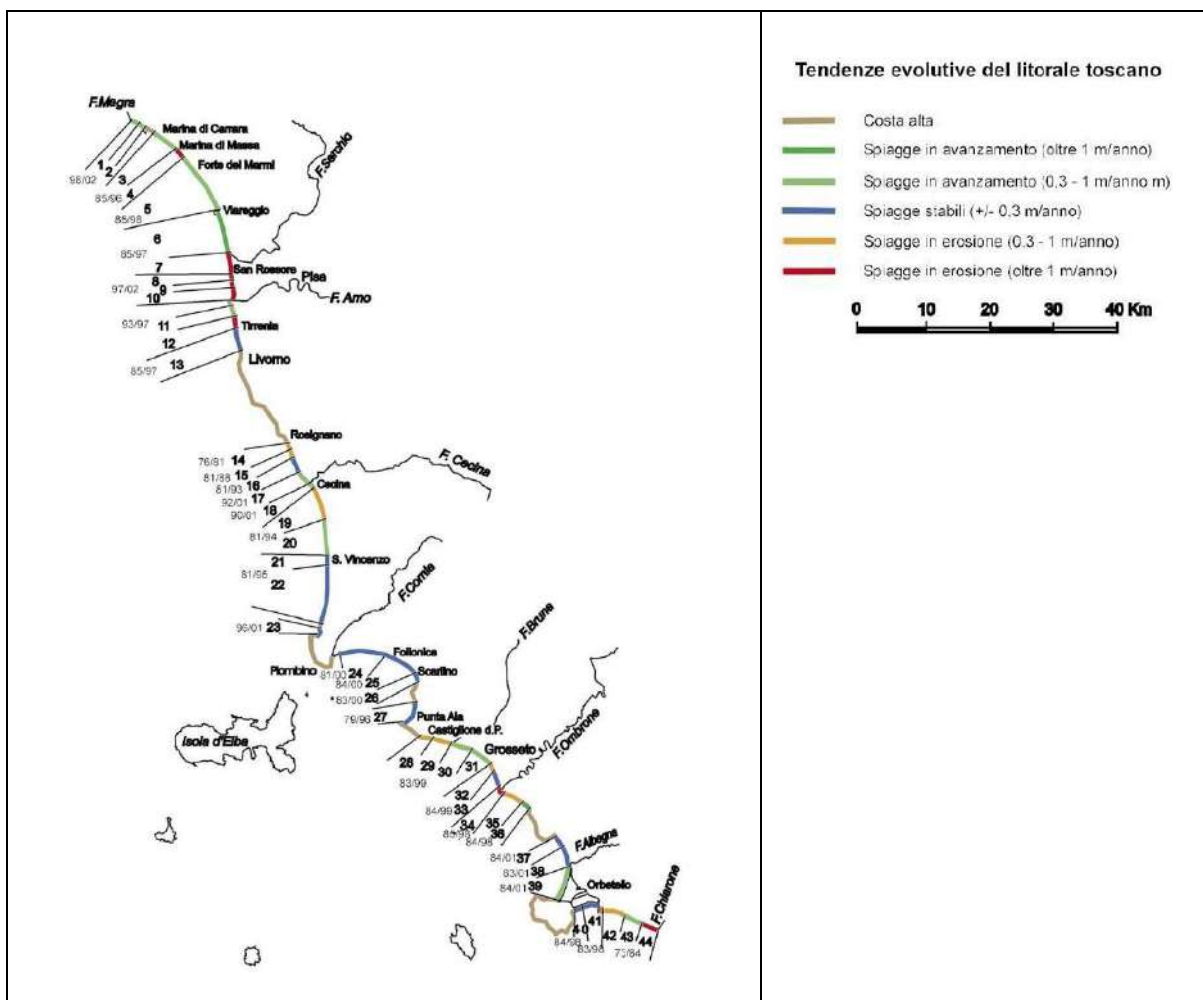 F.Magra
Marina di Carrara
Marina di Massa
Forte dei Marmi
F.Serchio
1
2
98/02
3
85/96
4
5
85/98
Viareggio
6
85/97
7
San Rossore
8
Pisa
97/02
9
10
F. Arno
11
93/97
Tirrenia
12
13
Livorno
85/97
Rosignano
76/91
14
81/88
15
F. Cecina
81/93
16
Cecina
92/01
17
90/01
18
19
81/94
20
21
S. Vincenzo
81/95
22
F.Cornia
96/01
23
F.Bruna
Follonica
Piombino
81/00
24
Scarlino
84/00
25
*83/00
26
79/96
27
Punta Ala
Castiglione d.P.
Isola d'Elba
Grosseto
F.Ombrone
28
29
30
31
83/99
32
84/99
33
34
35
36
84/98
84/01
37
F.Albegna
83/01
38
84/01
39
Orbetello
F.Chiarone
40
41
42
43
44
84/98
83/98
Tendenze evolutive del litorale toscano
Costa alta
Spiagge in avanzamento (oltre 1 m/anno)
Spiagge in avanzamento (0,3 - 1 m/anno m)
Spiagge stabili (+/- 0,3 m/anno)
Spiagge in erosione (0.3 - 1 m/anno)
Spiagge in erosione (oltre 1 m/anno)
0 10 20 30 40 Km